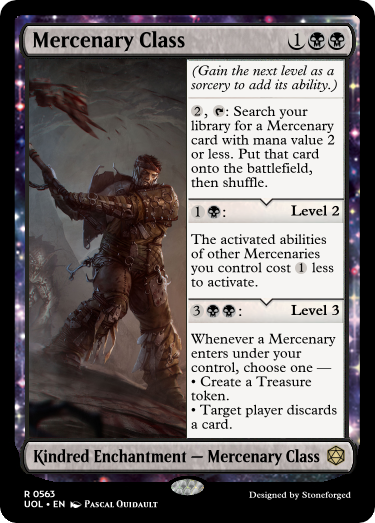 Mercenary Class 1
(Gain the next level as a
sorcery to add its ability.)
2, : Search your
library for a Mercenary
card with mana value 2
or less. Put that card
onto the battlefield,
then shuffle.
1 : Level 2
The activated abilities
of other Mercenaries
you control cost 1 less
to activate.
3 : Level 3
Whenever a Mercenary
enters under your
control, choose one —
• Create a Treasure
token.
• Target player discards
a card.
Kindred Enchantment — Mercenary Class
R 0563
UOL • EN Pascal Quidault Designed by Stoneforged